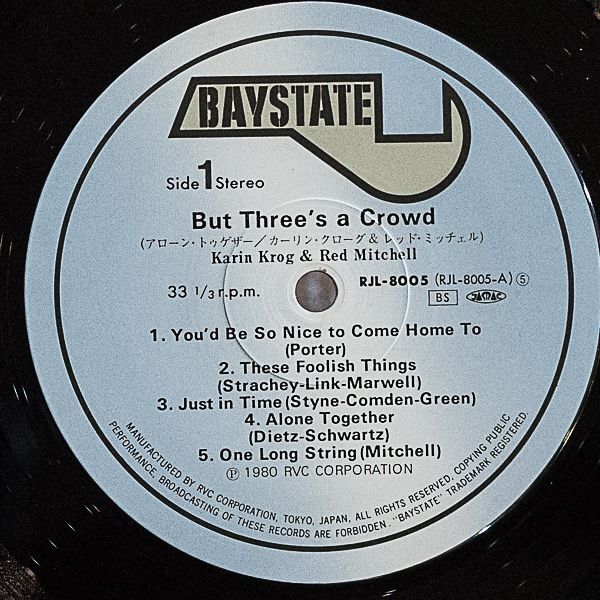 BAYSTATE
Side 1 Stereo
But Three's a Crowd
(アローン・トゥゲザー/カーリン・クローグ&レッド・ミッチェル)
Karin Krog & Red Mitchell
33 1/3 r.p.m.
RJL-8005 (RJL-8005-A) ⑤
BS JASRAC
1. You'd Be So Nice to Come Home To
(Porter)
2. These Foolish Things
(Strachey-Link-Marwell)
3. Just in Time (Styne-Comden-Green)
4. Alone Together
(Dietz-Schwartz)
5. One Long String (Mitchell)
Ⓟ 1980 RVC CORPORATION
MANUFACTURED BY RVC CORPORATION, TOKYO, JAPAN, ALL RIGHTS RESERVED, COPYING PUBLIC
PERFORMANCE, BROADCASTING OF THESE RECORDS ARE FORBIDDEN. "BAYSTATE" TRADEMARK REGISTERED.